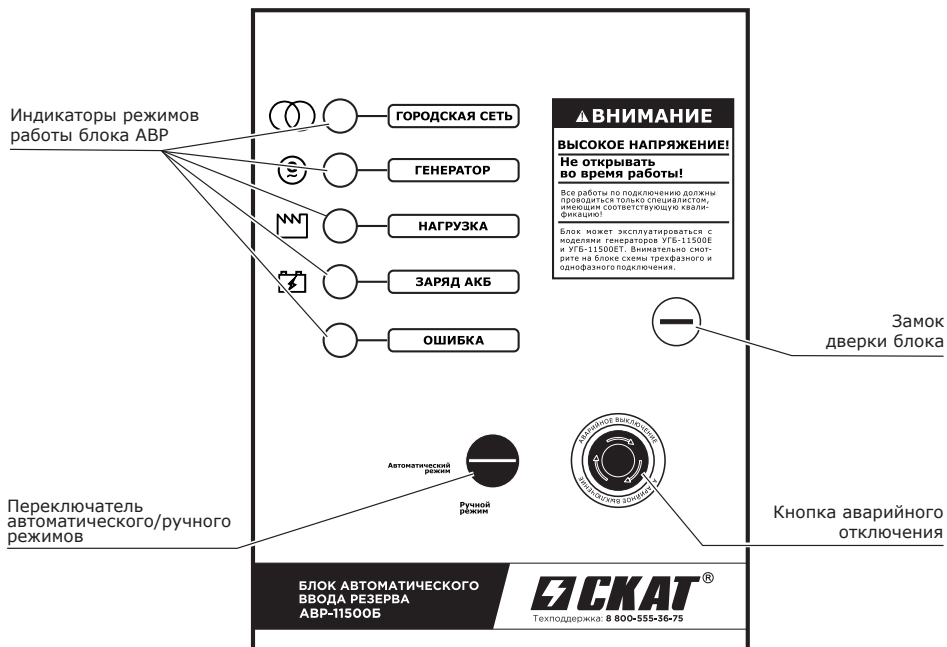 Индикаторы режимов
работы блока АВР
ГОРОДСКАЯ СЕТЬ
ГЕНЕРАТОР
НАГРУЗКА
ЗАРЯД АКБ
ОШИБКА
ВНИМАНИЕ
ВЫСОКОЕ НАПРЯЖЕНИЕ!
Не открывать
во время работы!
Все работы по подключению должны
проводиться только специалистом,
имеющим соответствующую квали-
фикацию!
Блок может эксплуатироваться с
моделями генераторов УГБ-11500Е
и УГБ-11500ЕТ. Внимательно смот-
рите на блоке схемы трехфазного и
однофазного подключения.
Замок
дверки блока
Автоматический
режим
Ручной
режим
АВАРИЙНОЕ ВЫКЛЮЧЕНИЕ
АВАРИЙНОЕ ВЫКЛЮЧЕНИЕ
Переключатель
автоматического/ручного
режимов
Кнопка аварийного
отключения
БЛОК АВТОМАТИЧЕСКОГО
ВВОДА РЕЗЕРВА
АВР-11500Б
СКАТ®
Техподдержка: 8 800-555-36-75